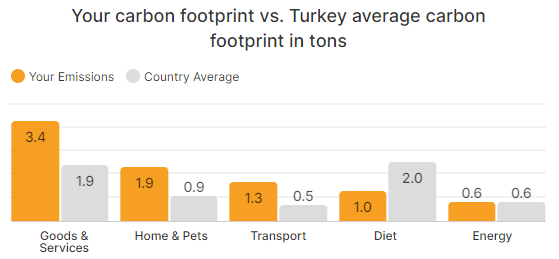 Your carbon footprint vs. Turkey average carbon
footprint in tons
Your Emissions Country Average
3.4 1.9 1.9 0.9 1.3 0.5 1.0 2.0 0.6 0.6
Goods & Home & Pets Transport Diet Energy
Services